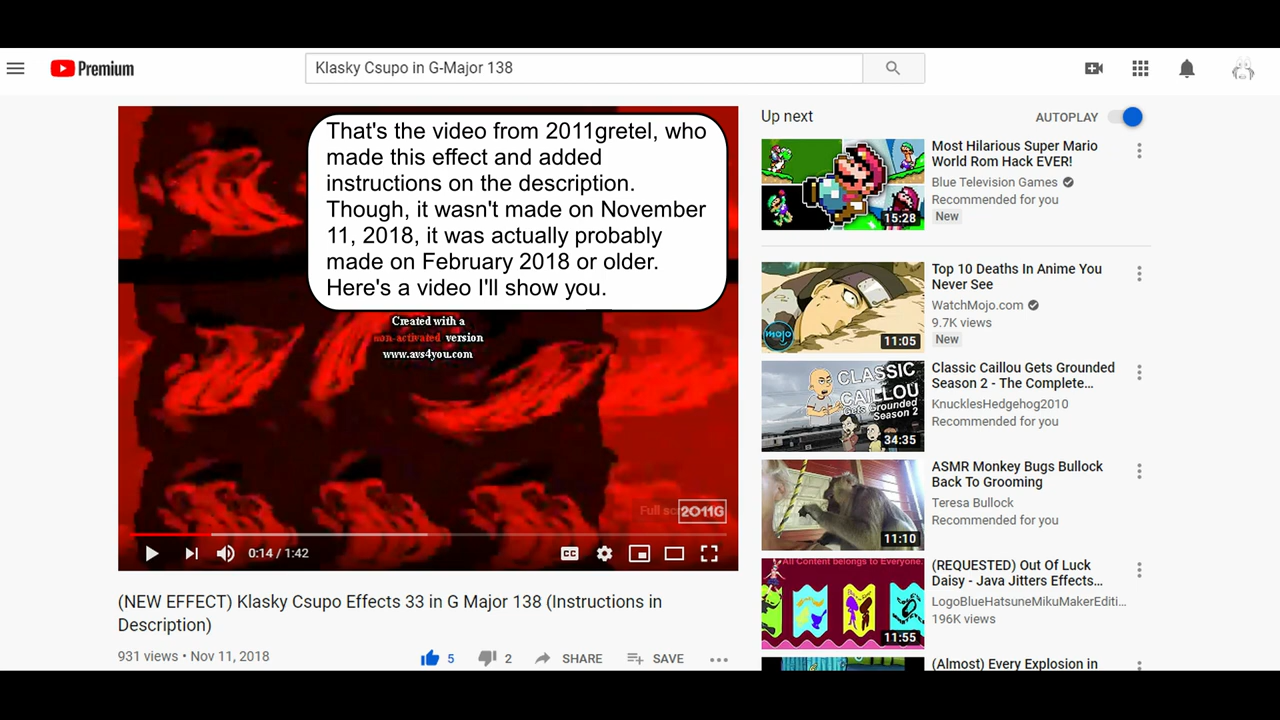 Premium
Klasky Csupo in G-Major 138
That's the video from 2011gretel, who
made this effect and added
instructions on the description.
Though, it wasn't made on November
11, 2018, it was actually probably
made on February 2018 or older.
Here's a video I'll show you.
Created with a
non-activated version
www.avs4you.com
Full sc
2011G
0:14 / 1:42
CC
(NEW EFFECT) Klasky Csupo Effects 33 in G Major 138 (Instructions in
Description)
931 views • Nov 11, 2018
5
2
SHARE
SAVE
Up next
AUTOPLAY
15:28
Most Hilarious Super Mario
World Rom Hack EVER!
Blue Television Games
Recommended for you
New
mojo
11:05
Top 10 Deaths In Anime You
Never See
WatchMojo.com
9.7K views
New
CLASSIC
CAILLOU
Gets Grounded
Season 2
34:35
Classic Caillou Gets Grounded
Season 2 - The Complete...
KnucklesHedgehog2010
Recommended for you
11:10
ASMR Monkey Bugs Bullock
Back To Grooming
Teresa Bullock
Recommended for you
All Content belongs to Everyone.
11:55
(REQUESTED) Out Of Luck
Daisy - Java Jitters Effects...
LogoBlueHatsuneMikuMakerEditi...
196K views
(Almost) Every Explosion in